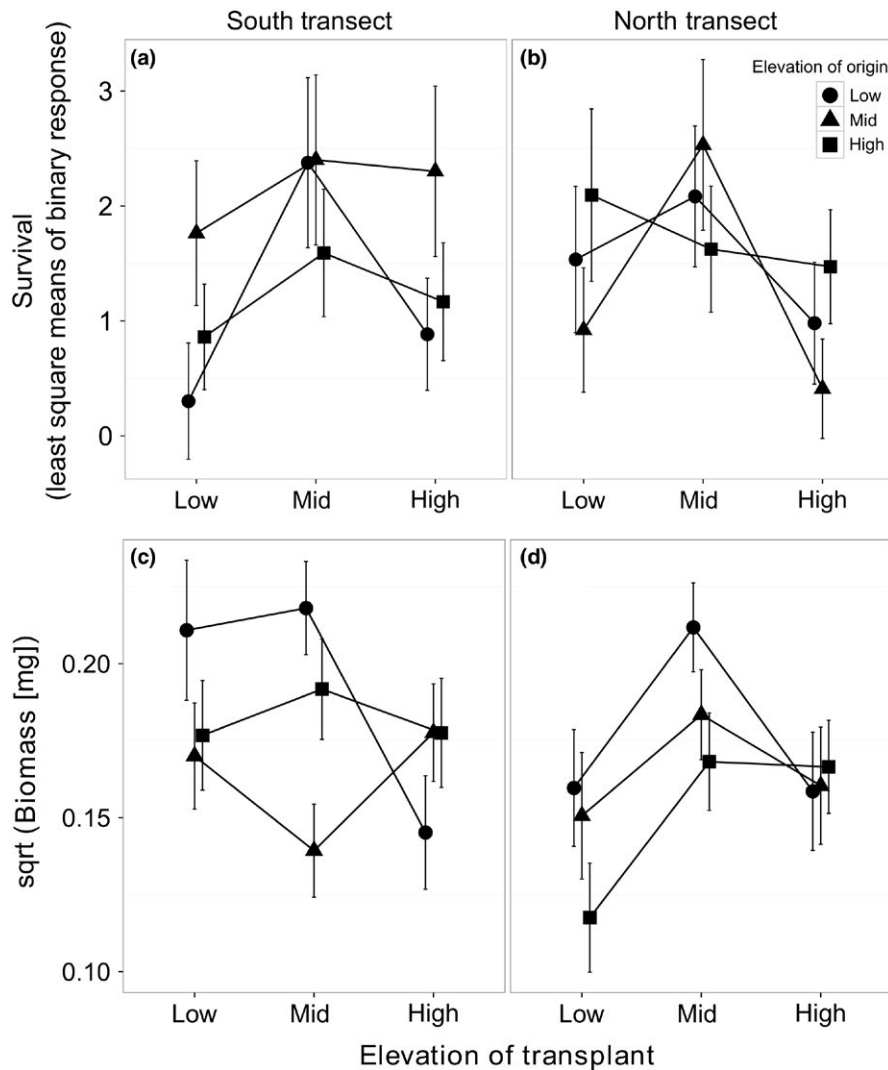 South transect
North transect
(a)
(b)
Elevation of origin
Low
Mid
High
3
2
1
0
Survival
(least square means of binary response)
Low Mid High
Low Mid High
(c)
(d)
0.20
0.15
0.10
sqrt (Biomass [mg])
Low Mid High
Low Mid High
Elevation of transplant